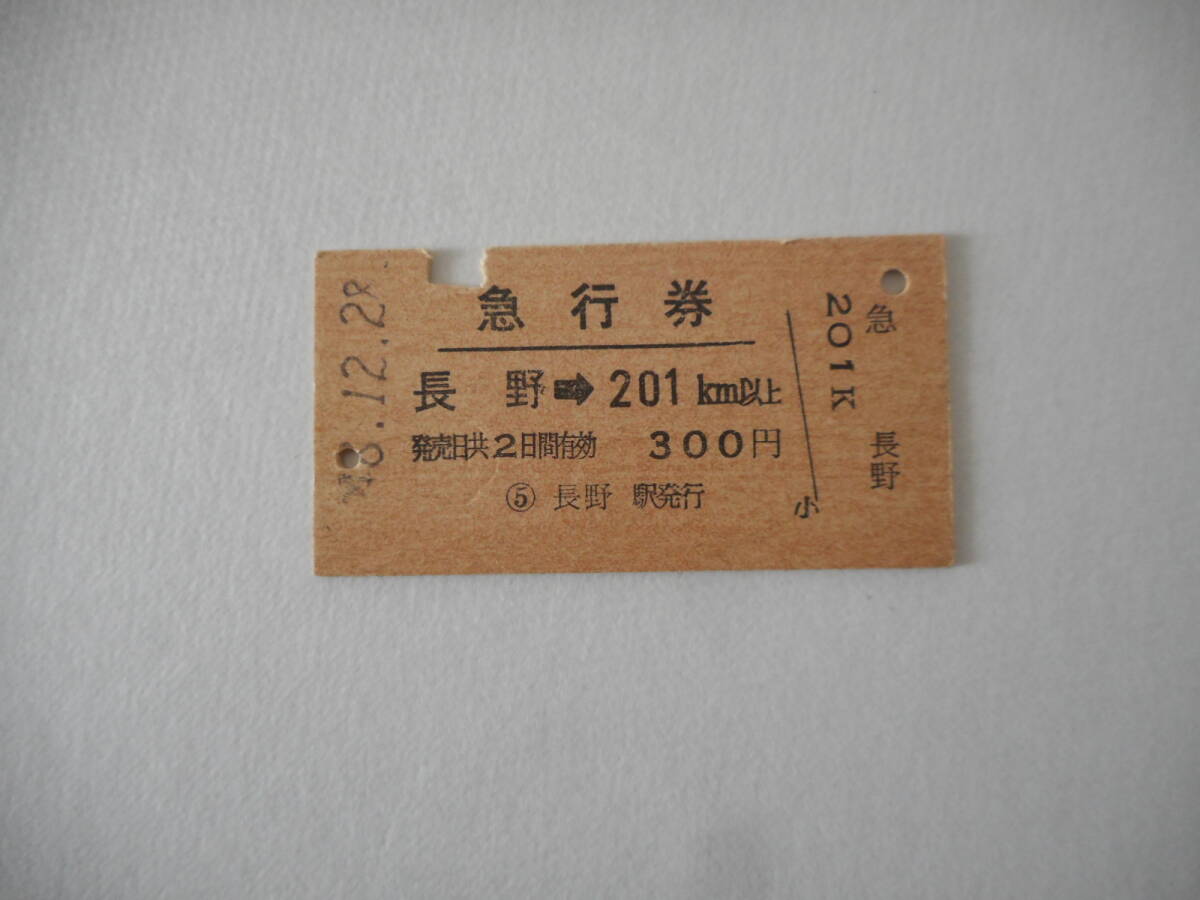 8.12.28
急行券
長野➡201km以上
発売日共2日間有効 300円
⑤ 長野 駅発行
小
急
201K
長野